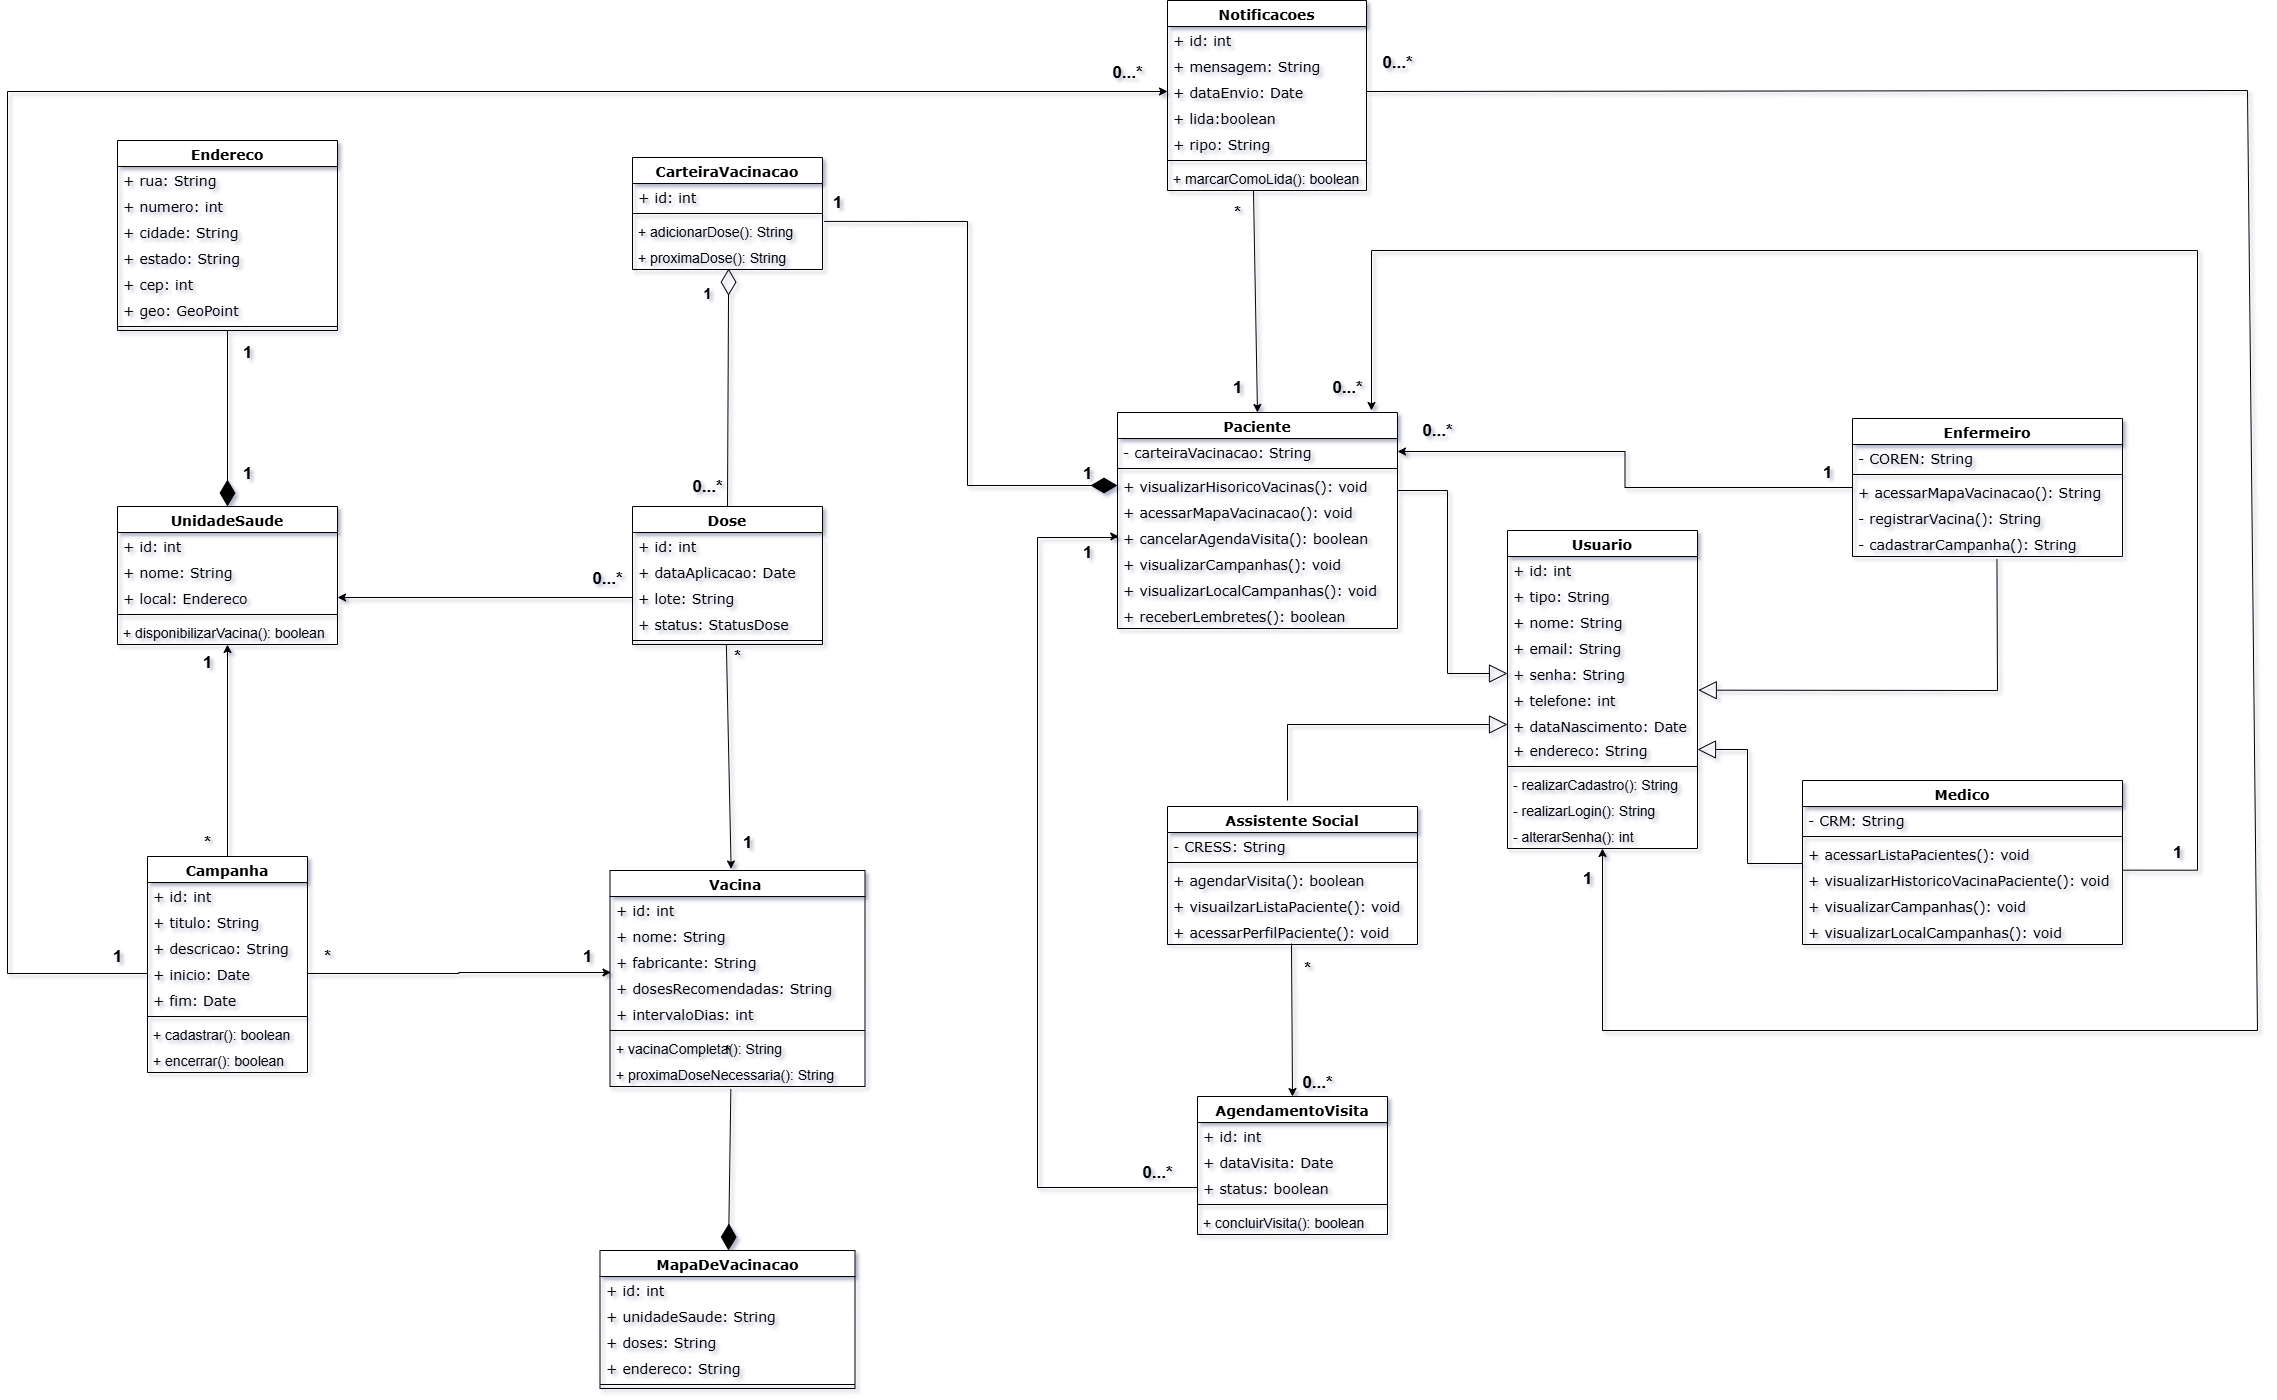 Notificacoes
+ id: int
+ mensagem: String
+ dataEnvio: Date
+ lida:boolean
+ ripo: String
+ marcarComoLida(): boolean
0...*
0...*
*
1
Endereco
+ rua: String
+ numero: int
+ cidade: String
+ estado: String
+ cep: int
+ geo: GeoPoint
1
1
CarteiraVacinacao
+ id: int
+ adicionarDose(): String
+ proximaDose(): String
1
1
0...*
UnidadeSaude
+ id: int
+ nome: String
+ local: Endereco
+ disponibilizarVacina(): boolean
1
*
Dose
+ id: int
+ dataAplicacao: Date
+ lote: String
+ status: StatusDose
0...*
*
1
Paciente
- carteiraVacinacao: String
+ visualizarHisoricoVacinas(): void
+ acessarMapaVacinacao(): void
+ cancelarAgendaVisita(): boolean
+ visualizarCampanhas(): void
+ visualizarLocalCampanhas(): void
+ receberLembretes(): boolean
0...*
0...*
1
1
Enfermeiro
- COREN: String
+ acessarMapaVacinacao(): String
- registrarVacina(): String
- cadastrarCampanha(): String
1
Usuario
+ id: int
+ tipo: String
+ nome: String
+ email: String
+ senha: String
+ telefone: int
+ dataNascimento: Date
+ endereco: String
- realizarCadastro(): String
- realizarLogin(): String
- alterarSenha(): int
1
Medico
- CRM: String
+ acessarListaPacientes(): void
+ visualizarHistoricoVacinaPaciente(): void
+ visualizarCampanhas(): void
+ visualizarLocalCampanhas(): void
1
Assistente Social
- CRESS: String
+ agendarVisita(): boolean
+ visuailzarListaPaciente(): void
+ acessarPerfilPaciente(): void
*
0...*
Campanha
+ id: int
+ titulo: String
+ descricao: String
+ inicio: Date
+ fim: Date
+ cadastrar(): boolean
+ encerrar(): boolean
1
*
1
Vacina
+ id: int
+ nome: String
+ fabricante: String
+ dosesRecomendadas: String
+ intervaloDias: int
+ vacinaCompleta(): String
+ proximaDoseNecessaria(): String
AgendamentoVisita
+ id: int
+ dataVisita: Date
+ status: boolean
+ concluirVisita(): boolean
0...*
MapaDeVacinacao
+ id: int
+ unidadeSaude: String
+ doses: String
+ endereco: String